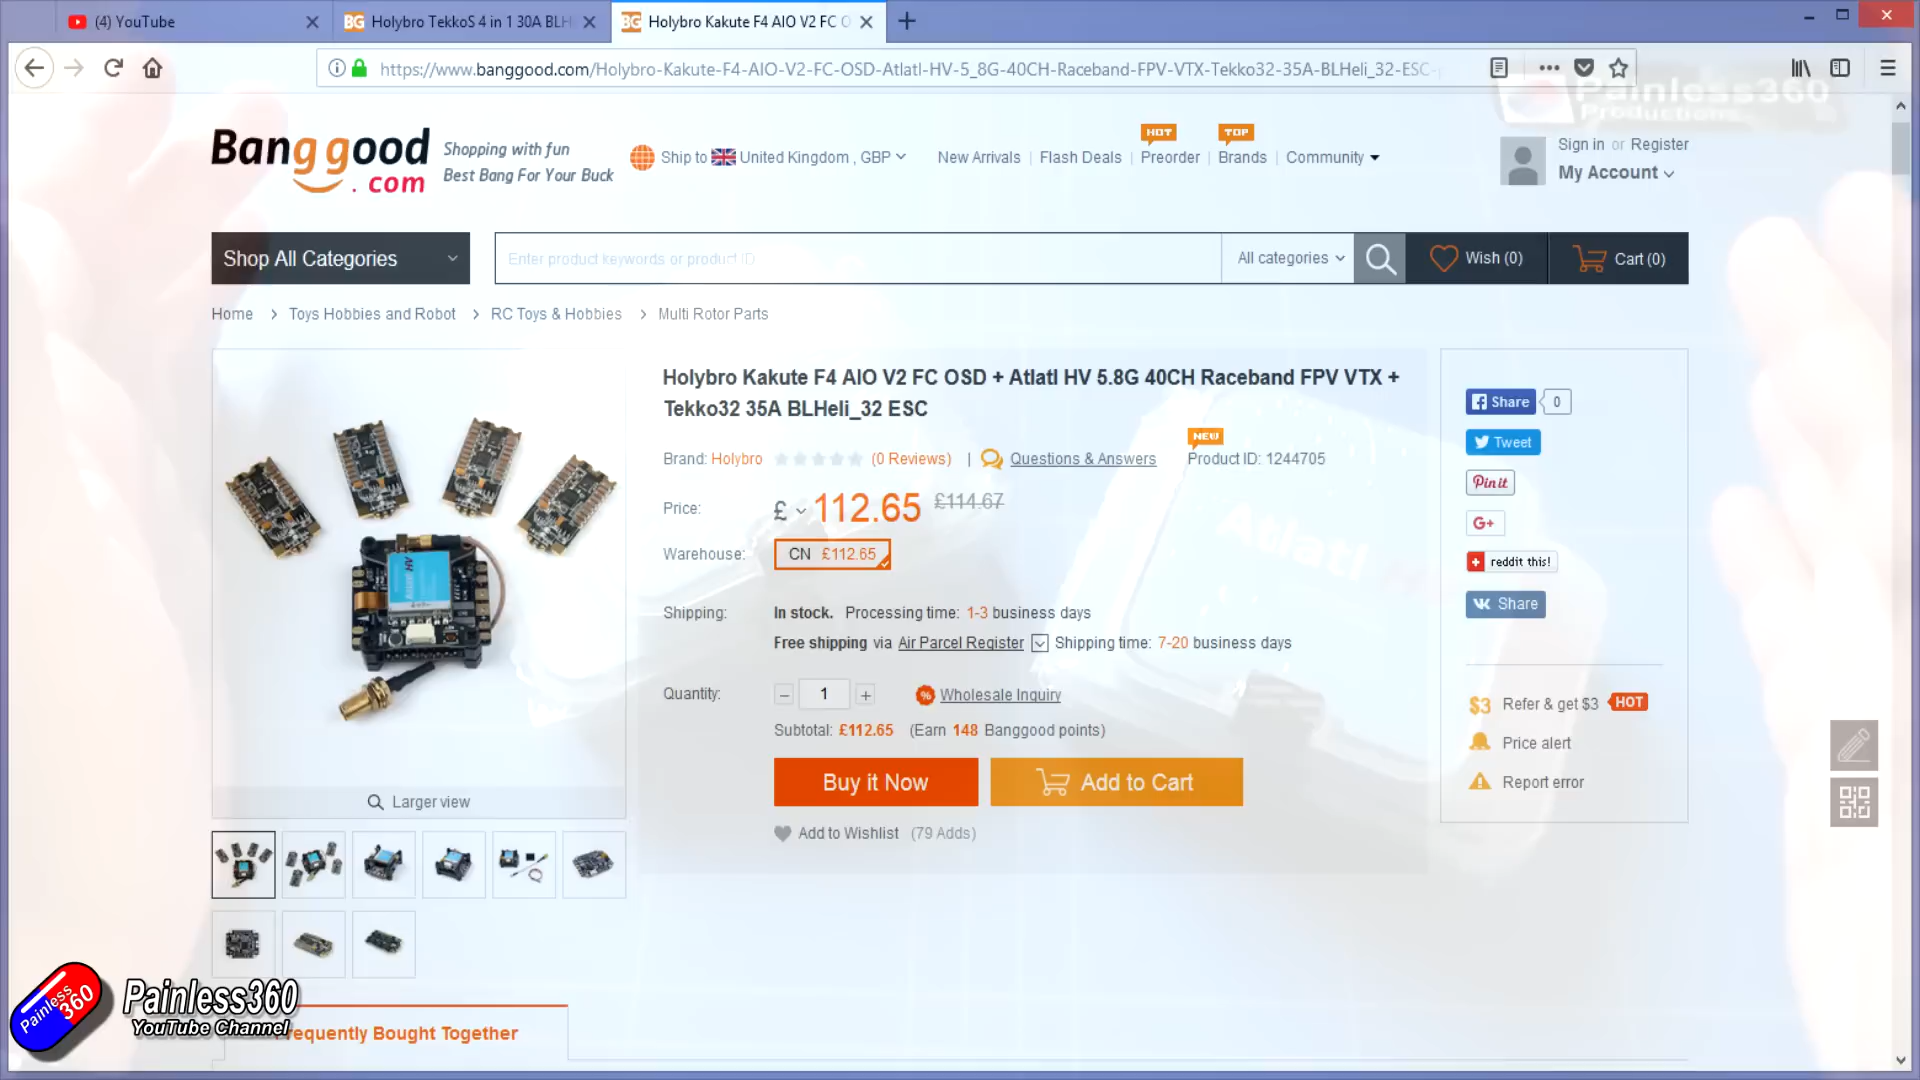 (4) YouTube
Holybro TekkoS 4 in 1 30A BLH
Holybro Kakute F4 AIO V2 FC O
https://www.banggood.com/Holybro-Kakute-F4-AIO-V2-FC-OSD-Atlatl-HV-5_8G-40CH-Raceband-FPV-VTX-Tekko32-35A-BLHeli_32-ESC-
Painless360
Productions
Banggood.com
Shopping with fun
Best Bang For Your Buck
Ship to United Kingdom , GBP
New Arrivals
Flash Deals
HOT
Preorder
TOP
Brands
Community
Sign in or Register
My Account
Shop All Categories
Enter product keywords or product ID
All categories
Wish (0)
Cart (0)
Home > Toys Hobbies and Robot > RC Toys & Hobbies > Multi Rotor Parts
Holybro Kakute F4 AIO V2 FC OSD + Atlatl HV 5.8G 40CH Raceband FPV VTX +
Tekko32 35A BLHeli_32 ESC
NEW
Brand: Holybro (0 Reviews) | Questions & Answers Product ID: 1244705
Price: £ 112.65 £114.67
Warehouse: CN £112.65
Shipping: In stock. Processing time: 1-3 business days
Free shipping via Air Parcel Register Shipping time: 7-20 business days
Quantity: − 1 + % Wholesale Inquiry
Subtotal: £112.65 (Earn 148 Banggood points)
Buy it Now
Add to Cart
Add to Wishlist (79 Adds)
Larger view
Atlatl
Share 0
Tweet
Pin it
G+
reddit this!
Share
$3 Refer & get $3 HOT
Price alert
Report error
Painless
360
Painless360
YouTube Channel
requently Bought Together